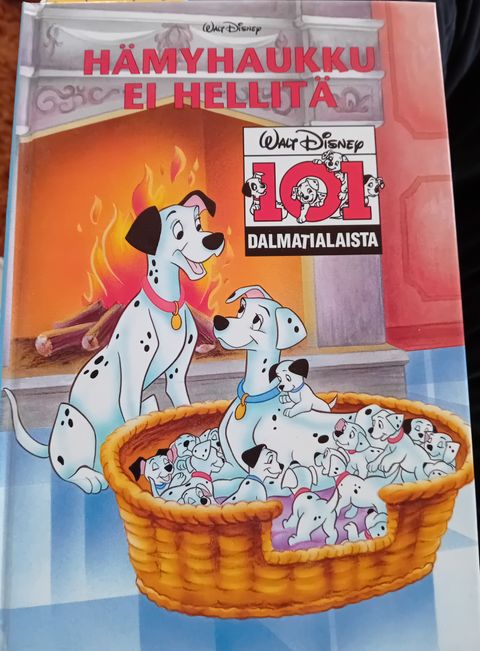 WALT DISNEY
HÄMYHAUKKU
EI HELLITÄ
WALT DISNEY
101
DALMATIALAISTA